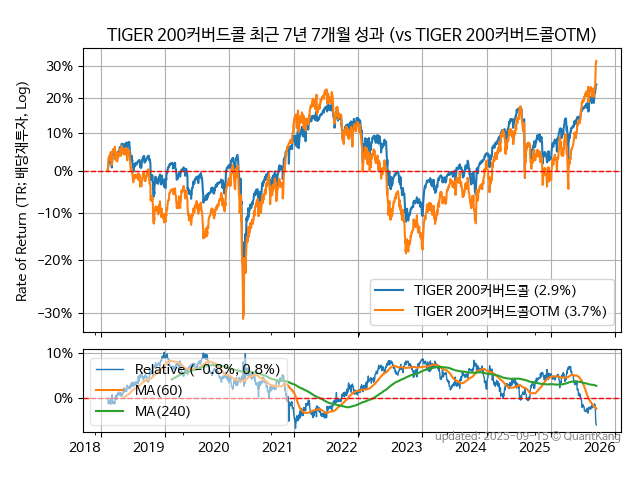 TIGER 200커버드콜 최근 7년 7개월 성과 (vs TIGER 200커버드콜OTM)
Rate of Return (TR: 배당재투자, Log)
30%
20%
10%
0%
−10%
−20%
−30%
TIGER 200커버드콜 (2.9%)
TIGER 200커버드콜OTM (3.7%)
10%
0%
Relative (−0.8%, 0.8%)
MA(60)
MA(240)
updated: 2025-09-15 © QuantKang
2018 2019 2020 2021 2022 2023 2024 2025 2026